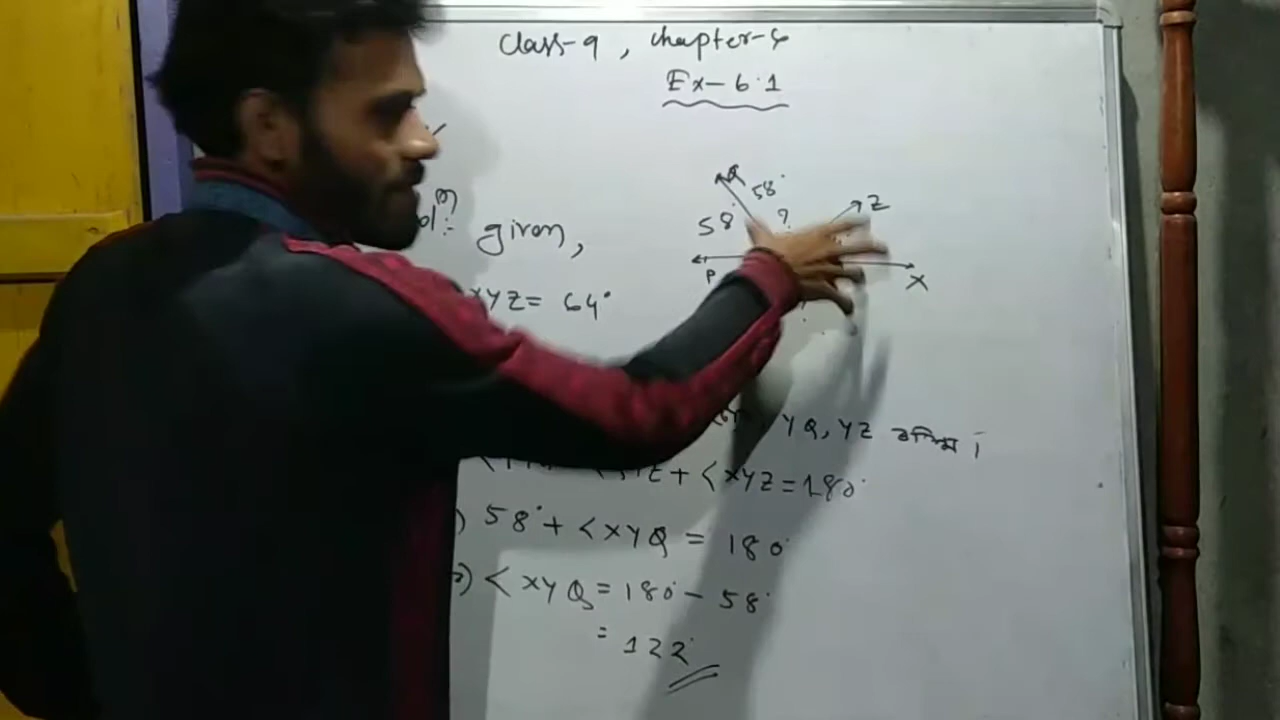 class-9, chapter-6
Ex-6.1
Q
58°
Z
58°
?
P
X
given,
XYZ = 64°
YQ, YZ
+ <XYZ = 180°
58° + <XYQ = 180°
<XYQ = 180° - 58°
= 122°